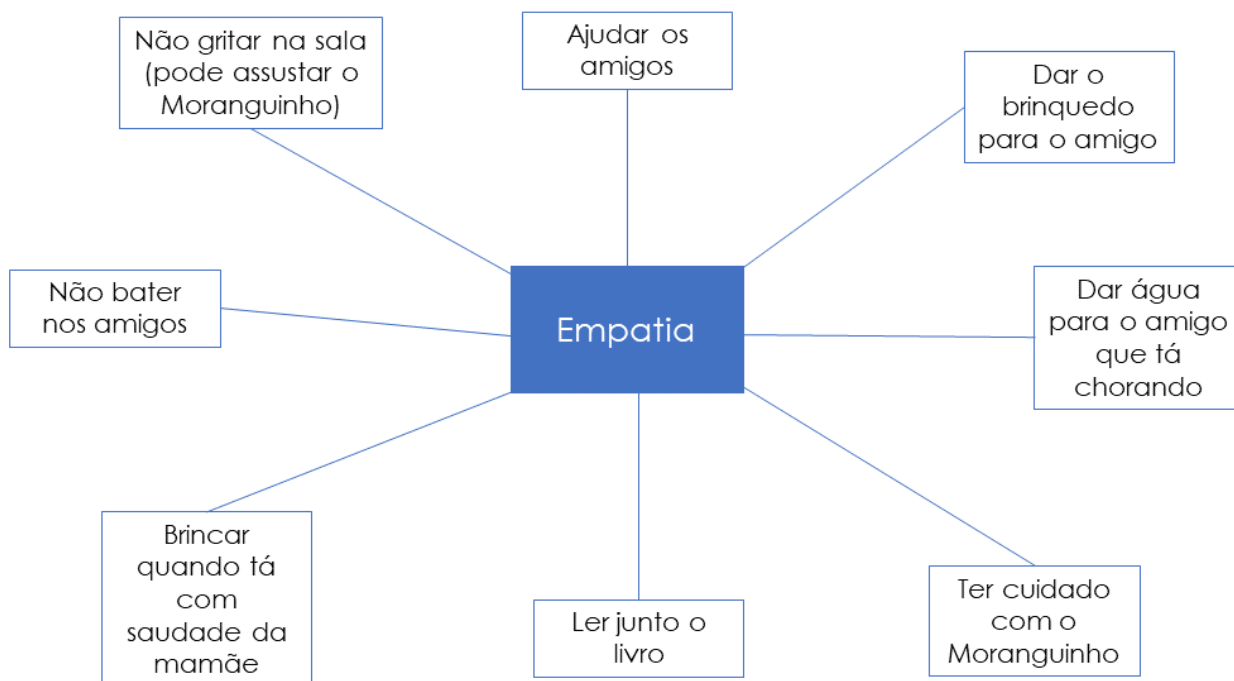 Não gritar na sala
(pode assustar o
Moranguinho)
Ajudar os
amigos
Dar o
brinquedo
para o amigo
Não bater
nos amigos
Empatia
Dar água
para o amigo
que tá
chorando
Brincar
quando tá
com
saudade da
mamãe
Ler junto o
livro
Ter cuidado
com o
Moranguinho